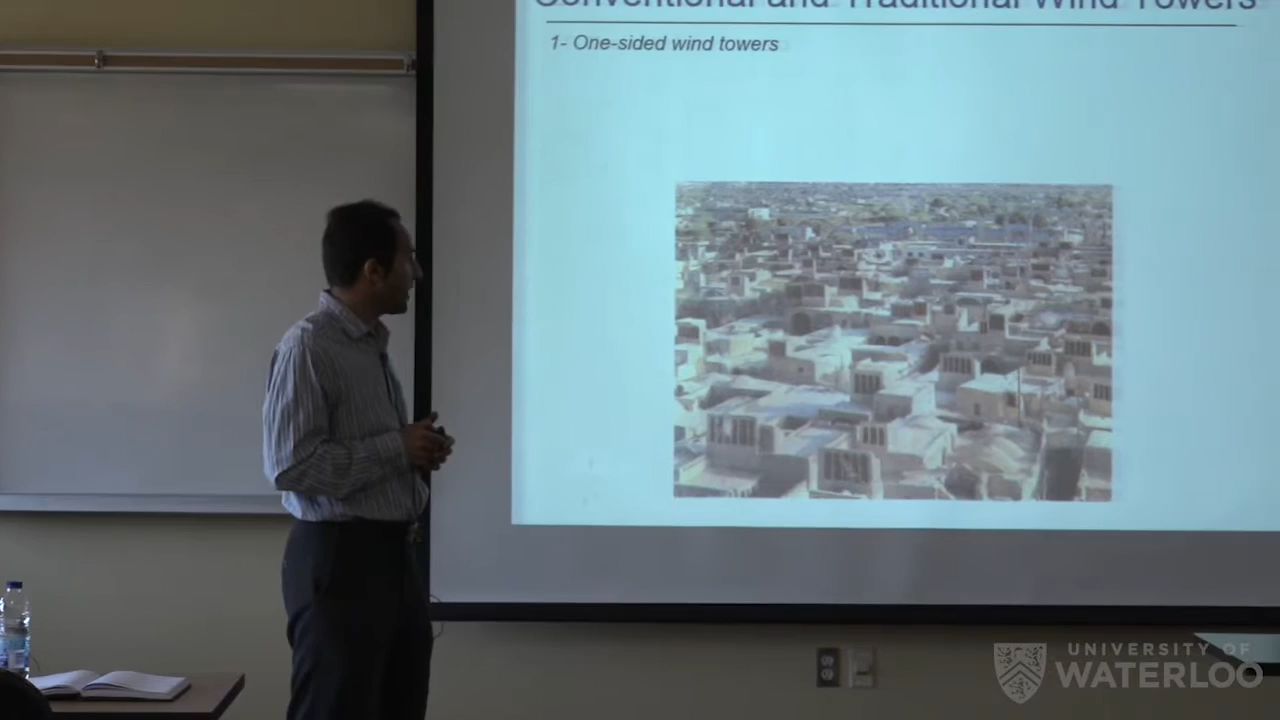 Conventional and Traditional Wind Towers
1- One-sided wind towers
UNIVERSITY OF
WATERLOO